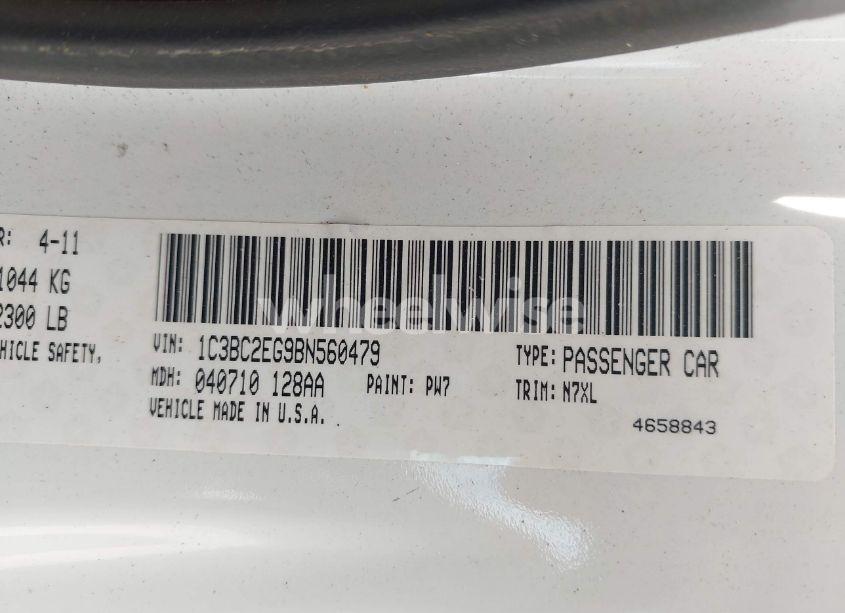 R: 4-11
1044 KG
2300 LB
HICLE SAFETY,
wheelwise
VIN: 1C3BC2EG9BN560479
TYPE: PASSENGER CAR
MDH: 040710 128AA
PAINT: PW7
TRIM: N7XL
VEHICLE MADE IN U.S.A.
4658843